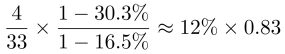 4/33 × (1 − 30.3%)/(1 − 16.5%) ≈ 12% × 0.83